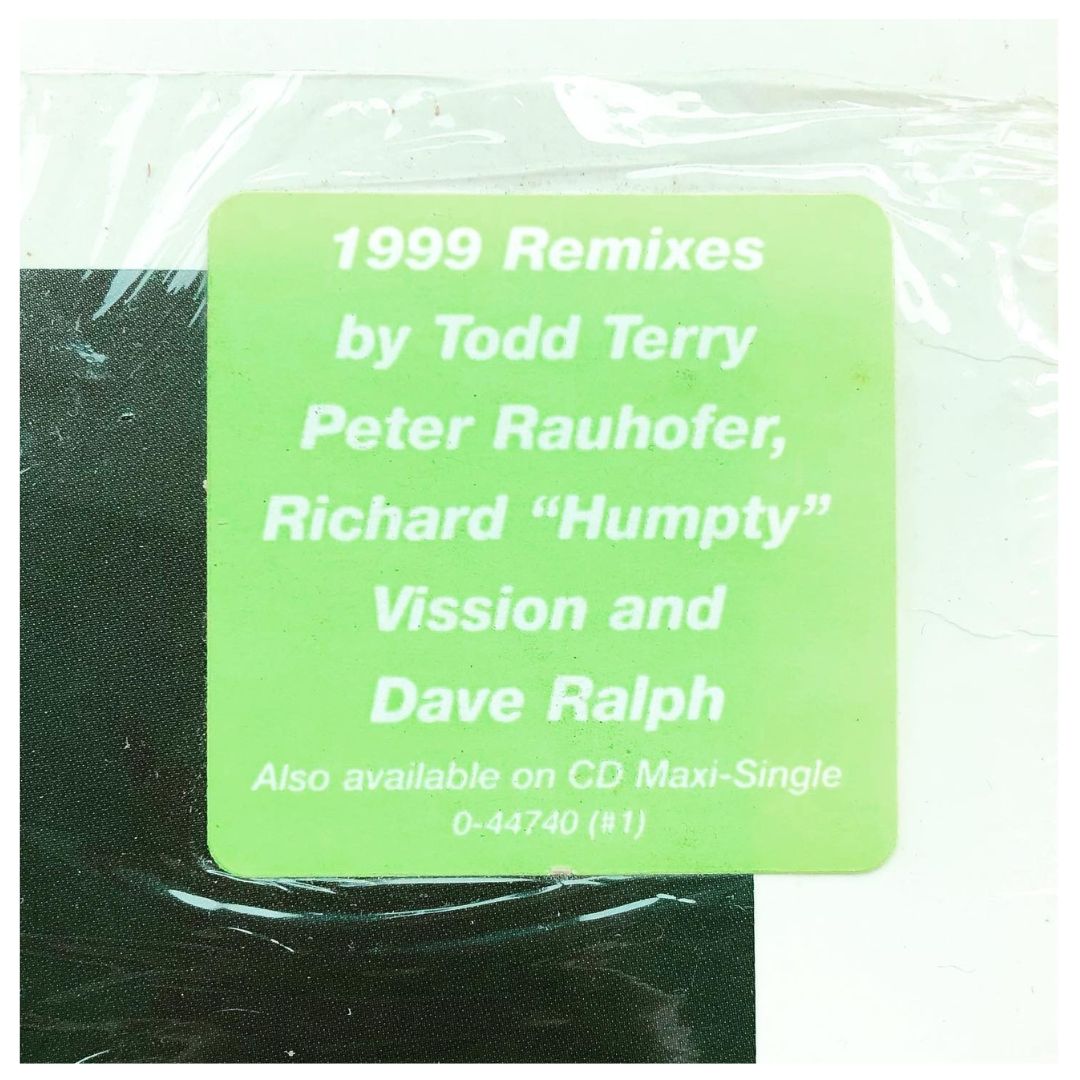 1999 Remixes
by Todd Terry
Peter Rauhofer,
Richard “Humpty”
Vission and
Dave Ralph
Also available on CD Maxi-Single
0-44740 (#1)